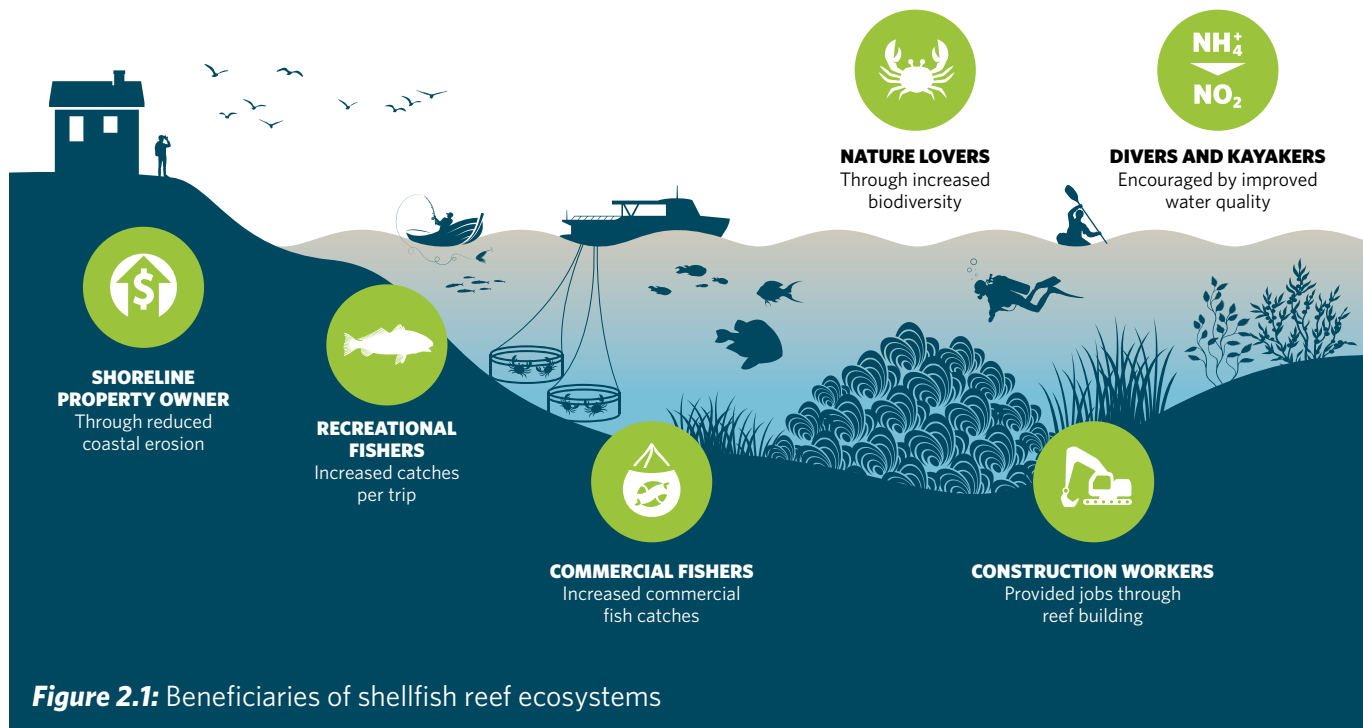 NH₄⁺
NO₂
NATURE LOVERS
Through increased
biodiversity
DIVERS AND KAYAKERS
Encouraged by improved
water quality
$
SHORELINE
PROPERTY OWNER
Through reduced
coastal erosion
RECREATIONAL
FISHERS
Increased catches
per trip
COMMERCIAL FISHERS
Increased commercial
fish catches
CONSTRUCTION WORKERS
Provided jobs through
reef building
Figure 2.1: Beneficiaries of shellfish reef ecosystems